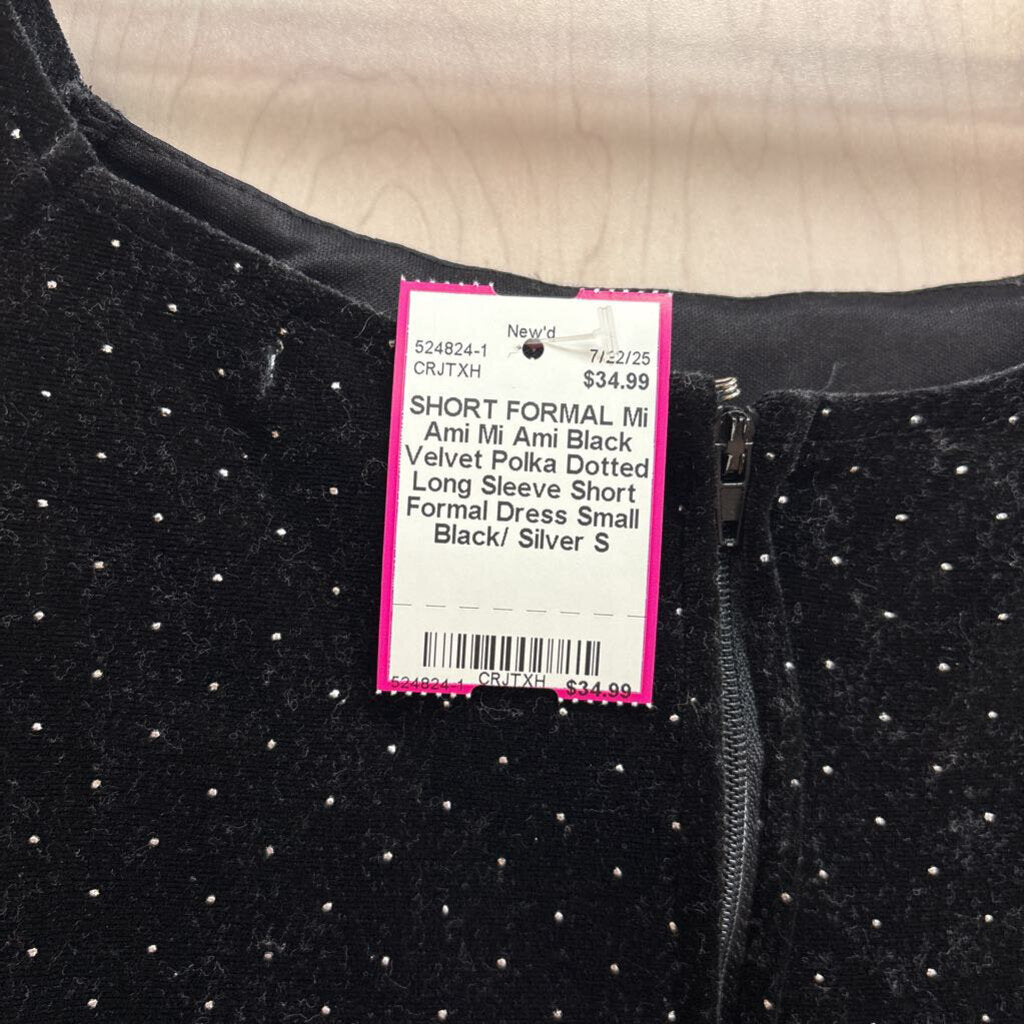 New'd
524824-1 7/22/25
CRJTXH $34.99
SHORT FORMAL Mi
Ami Mi Ami Black
Velvet Polka Dotted
Long Sleeve Short
Formal Dress Small
Black/ Silver S
524824-1 CRJTXH $34.99